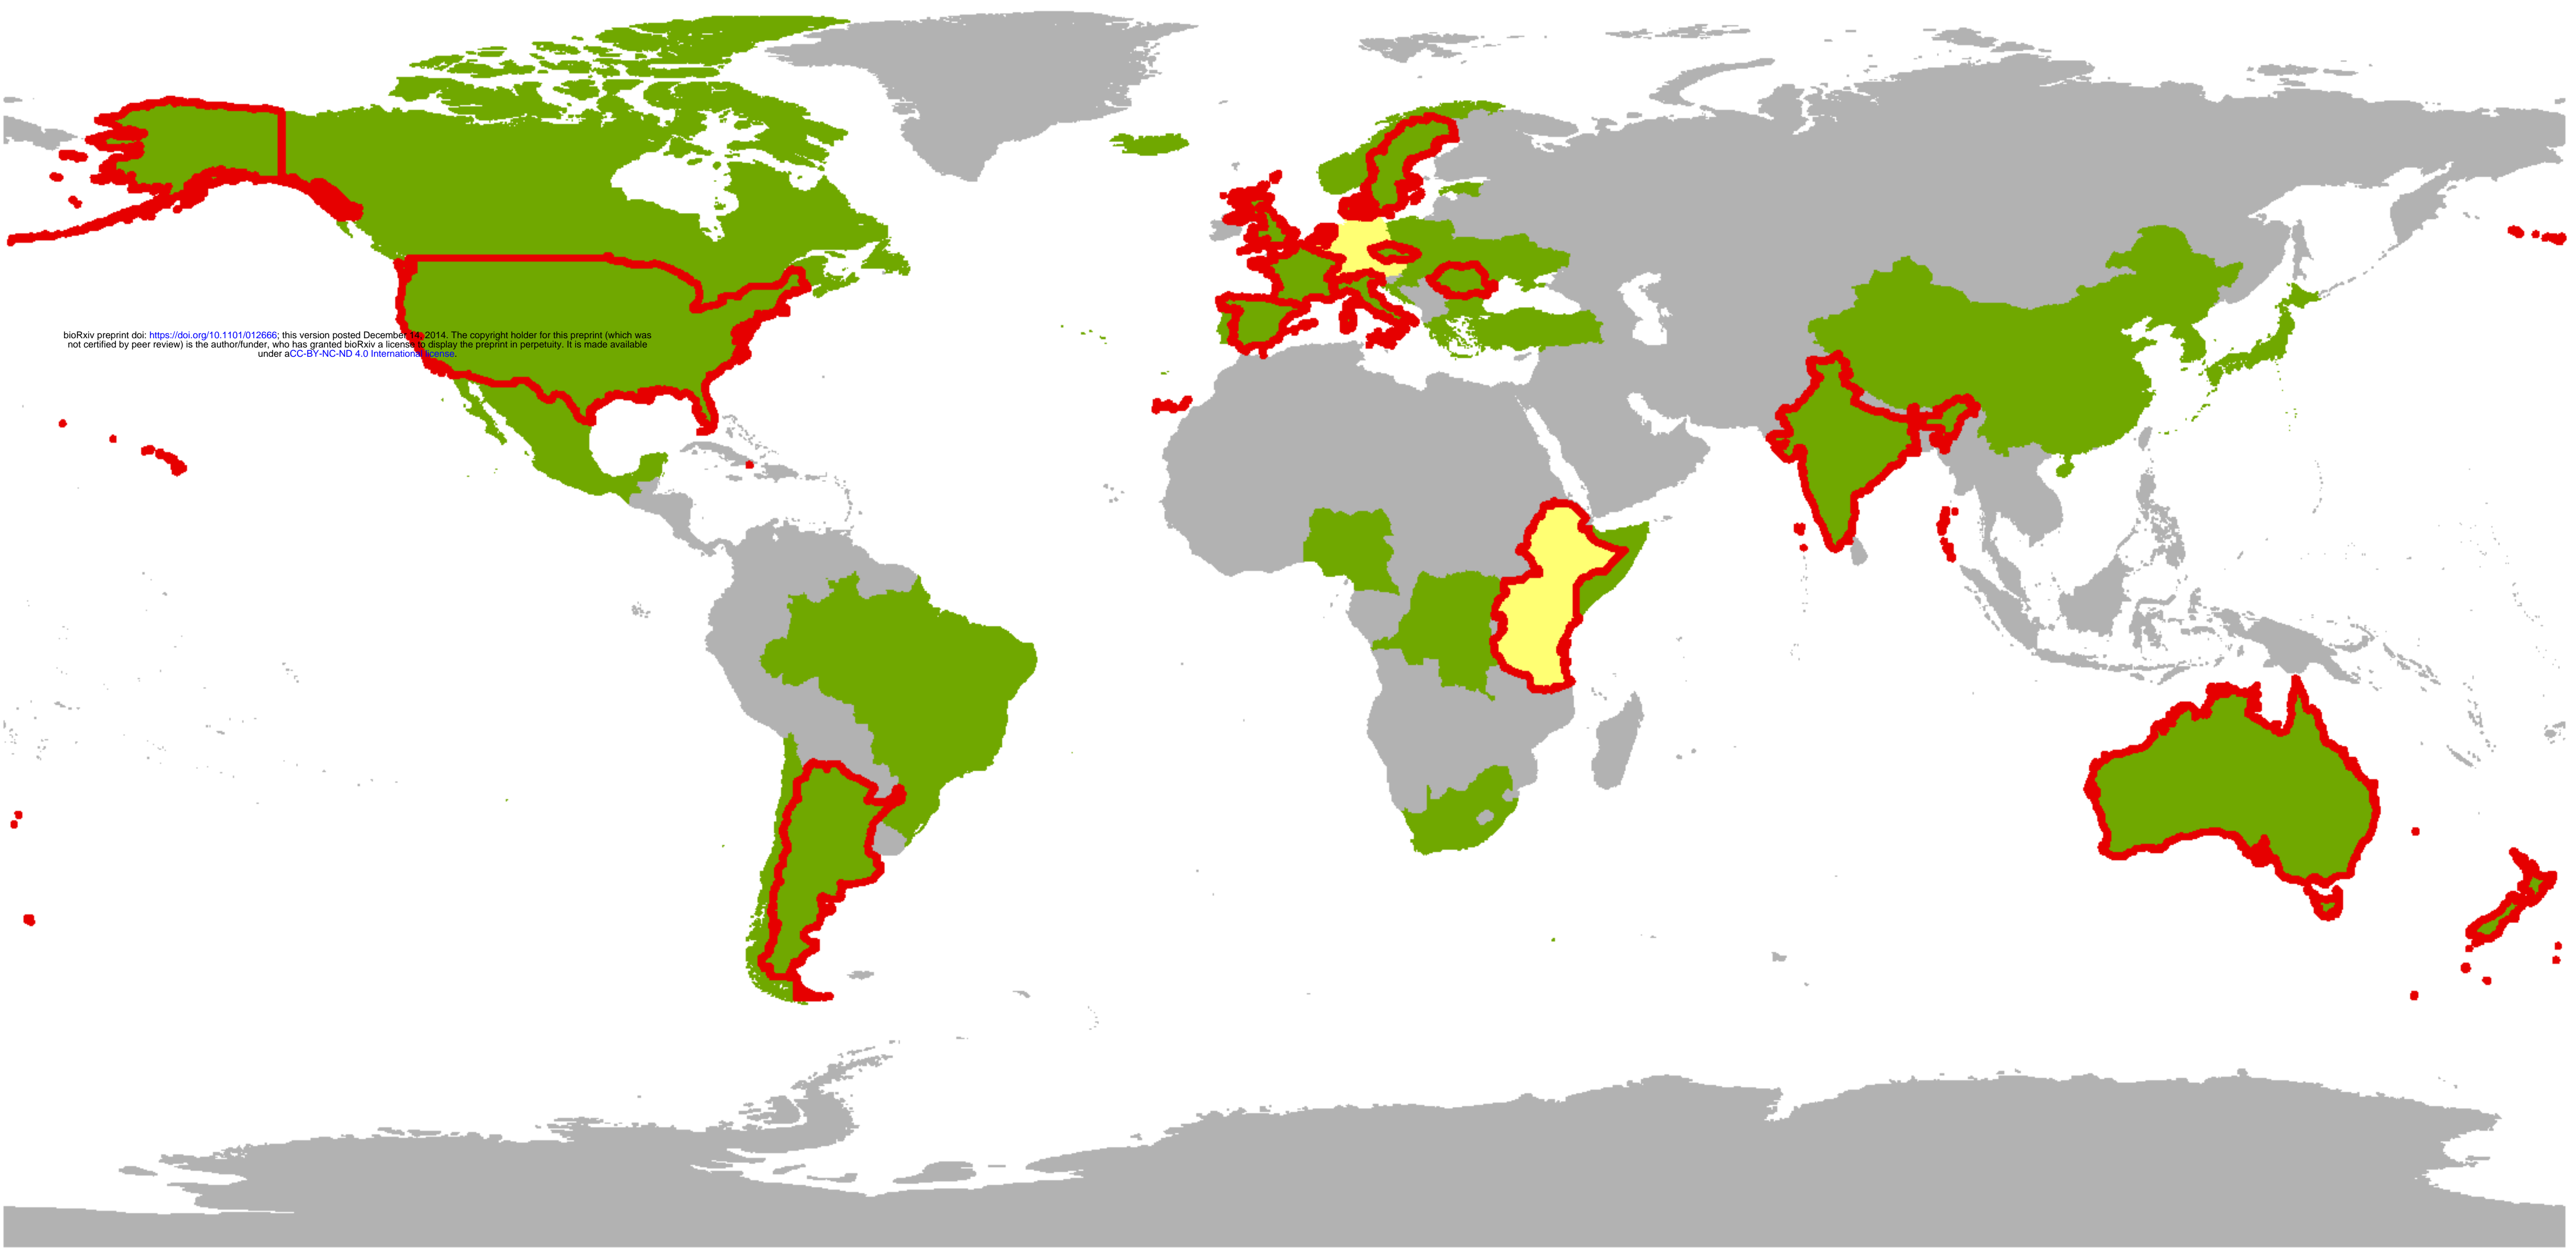 bioRxiv preprint doi: https://doi.org/10.1101/012666; this version posted December 14, 2014. The copyright holder for this preprint (which was
not certified by peer review) is the author/funder, who has granted bioRxiv a license to display the preprint in perpetuity. It is made available
under aCC-BY-NC-ND 4.0 International license.